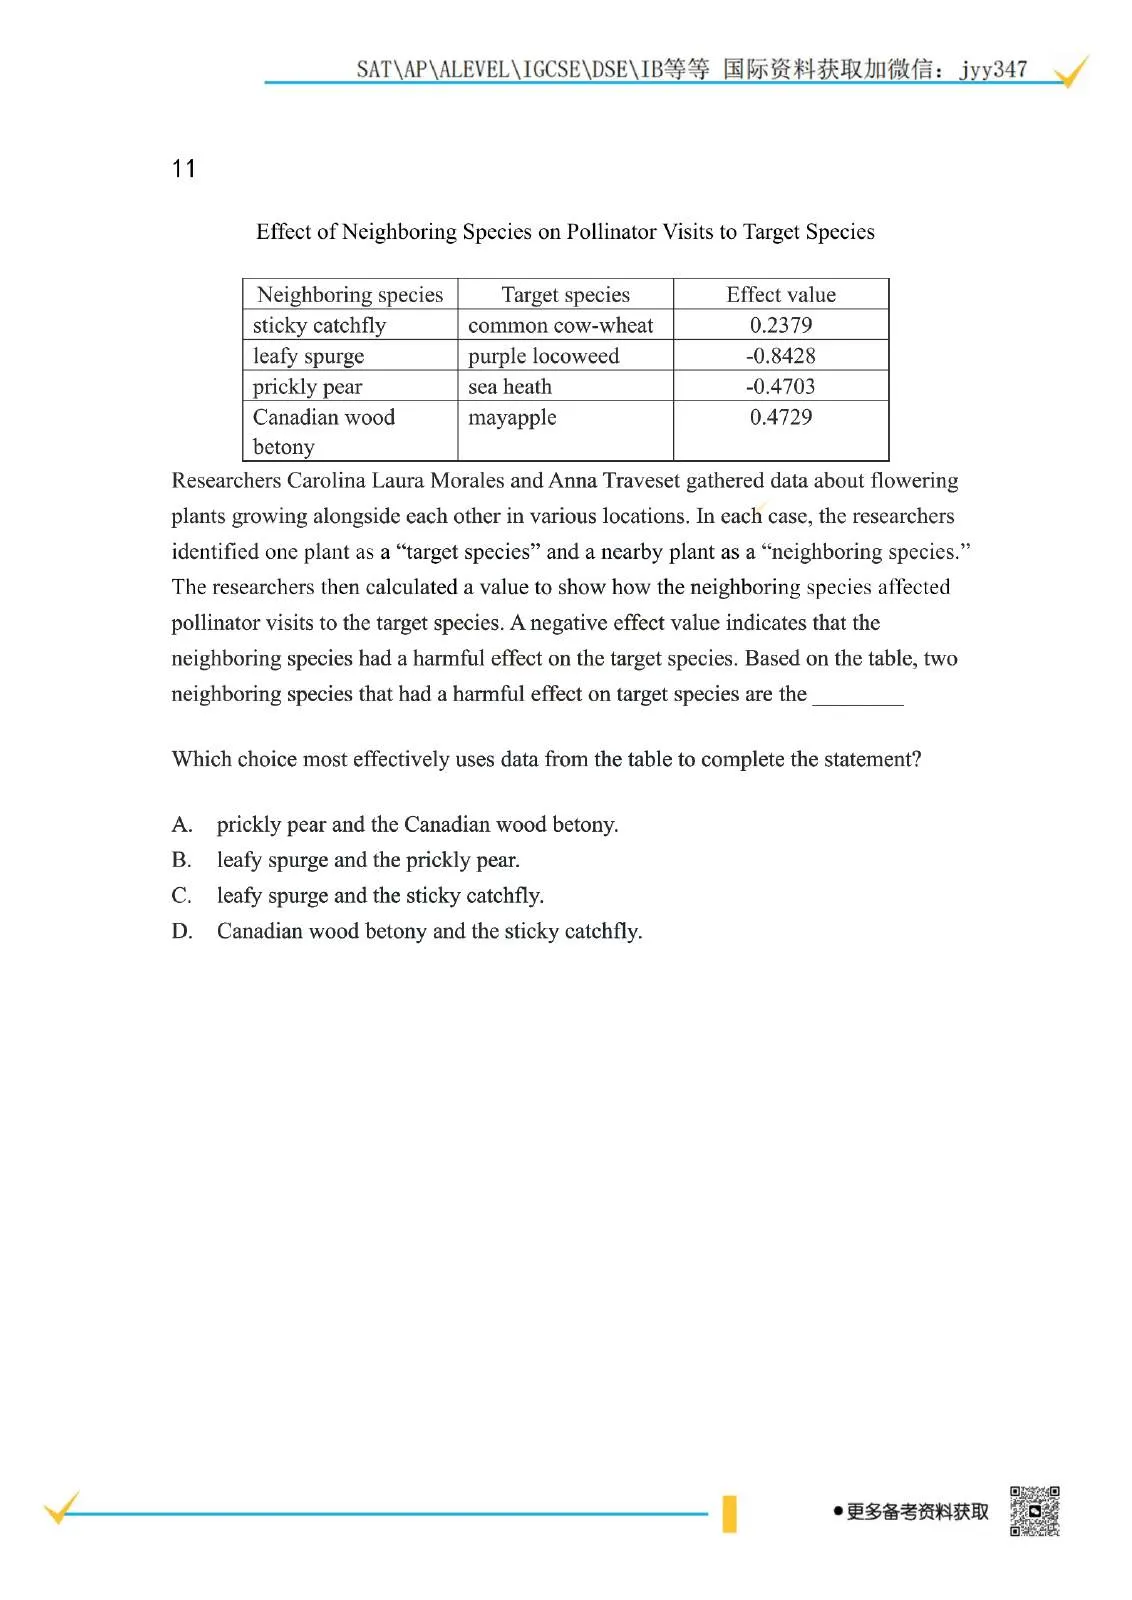 SAT\AP\ALEVEL\IGCSE\DSE\IB等等 国际资料获取加微信：jyy347
11
Effect of Neighboring Species on Pollinator Visits to Target Species
Neighboring species Target species Effect value
sticky catchfly common cow-wheat 0.2379
leafy spurge purple locoweed -0.8428
prickly pear sea heath -0.4703
Canadian wood mayapple 0.4729
betony
Researchers Carolina Laura Morales and Anna Traveset gathered data about flowering
plants growing alongside each other in various locations. In each case, the researchers
identified one plant as a “target species” and a nearby plant as a “neighboring species.”
The researchers then calculated a value to show how the neighboring species affected
pollinator visits to the target species. A negative effect value indicates that the
neighboring species had a harmful effect on the target species. Based on the table, two
neighboring species that had a harmful effect on target species are the ________
Which choice most effectively uses data from the table to complete the statement?
A. prickly pear and the Canadian wood betony.
B. leafy spurge and the prickly pear.
C. leafy spurge and the sticky catchfly.
D. Canadian wood betony and the sticky catchfly.
●更多备考资料获取